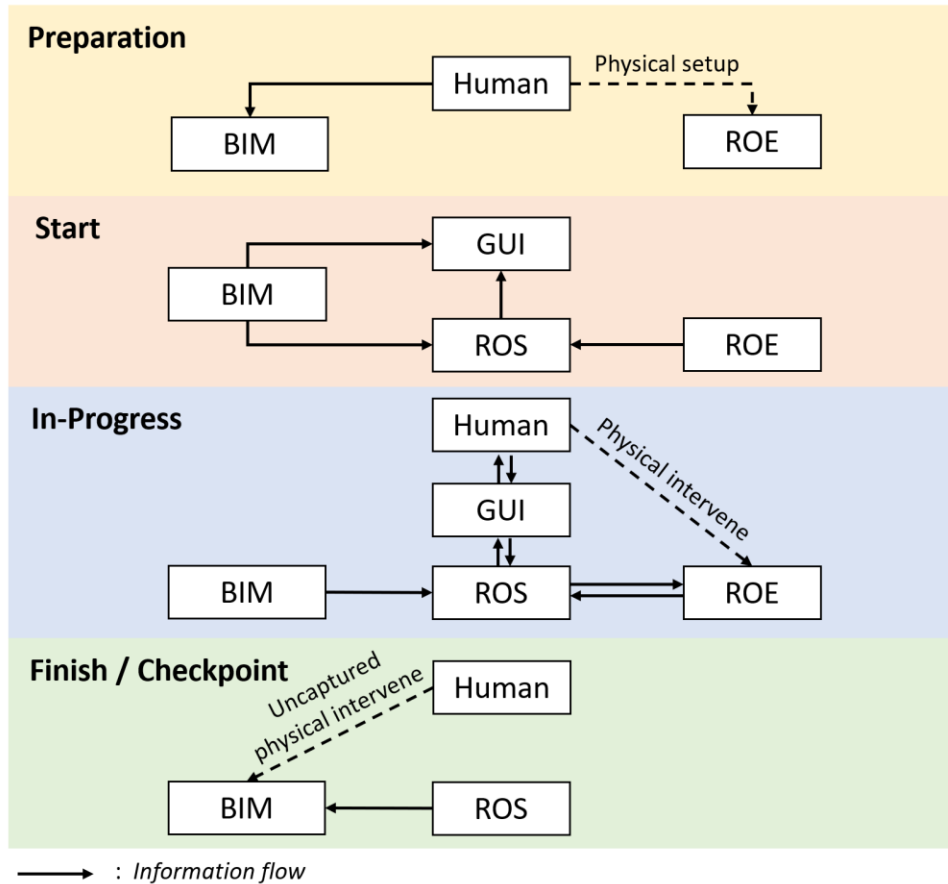 Preparation
Human
Physical setup
BIM
ROE
Start
GUI
BIM
ROS
ROE
In-Progress
Human
Physical intervene
GUI
BIM
ROS
ROE
Finish / Checkpoint
Uncaptured
physical intervene
Human
BIM
ROS
: Information flow